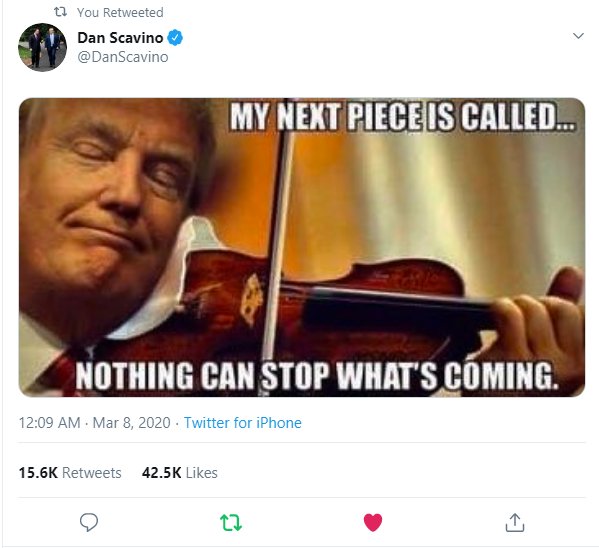 You Retweeted
Dan Scavino
@DanScavino
MY NEXT PIECE IS CALLED...
NOTHING CAN STOP WHAT'S COMING.
12:09 AM · Mar 8, 2020 · Twitter for iPhone
15.6K Retweets 42.5K Likes